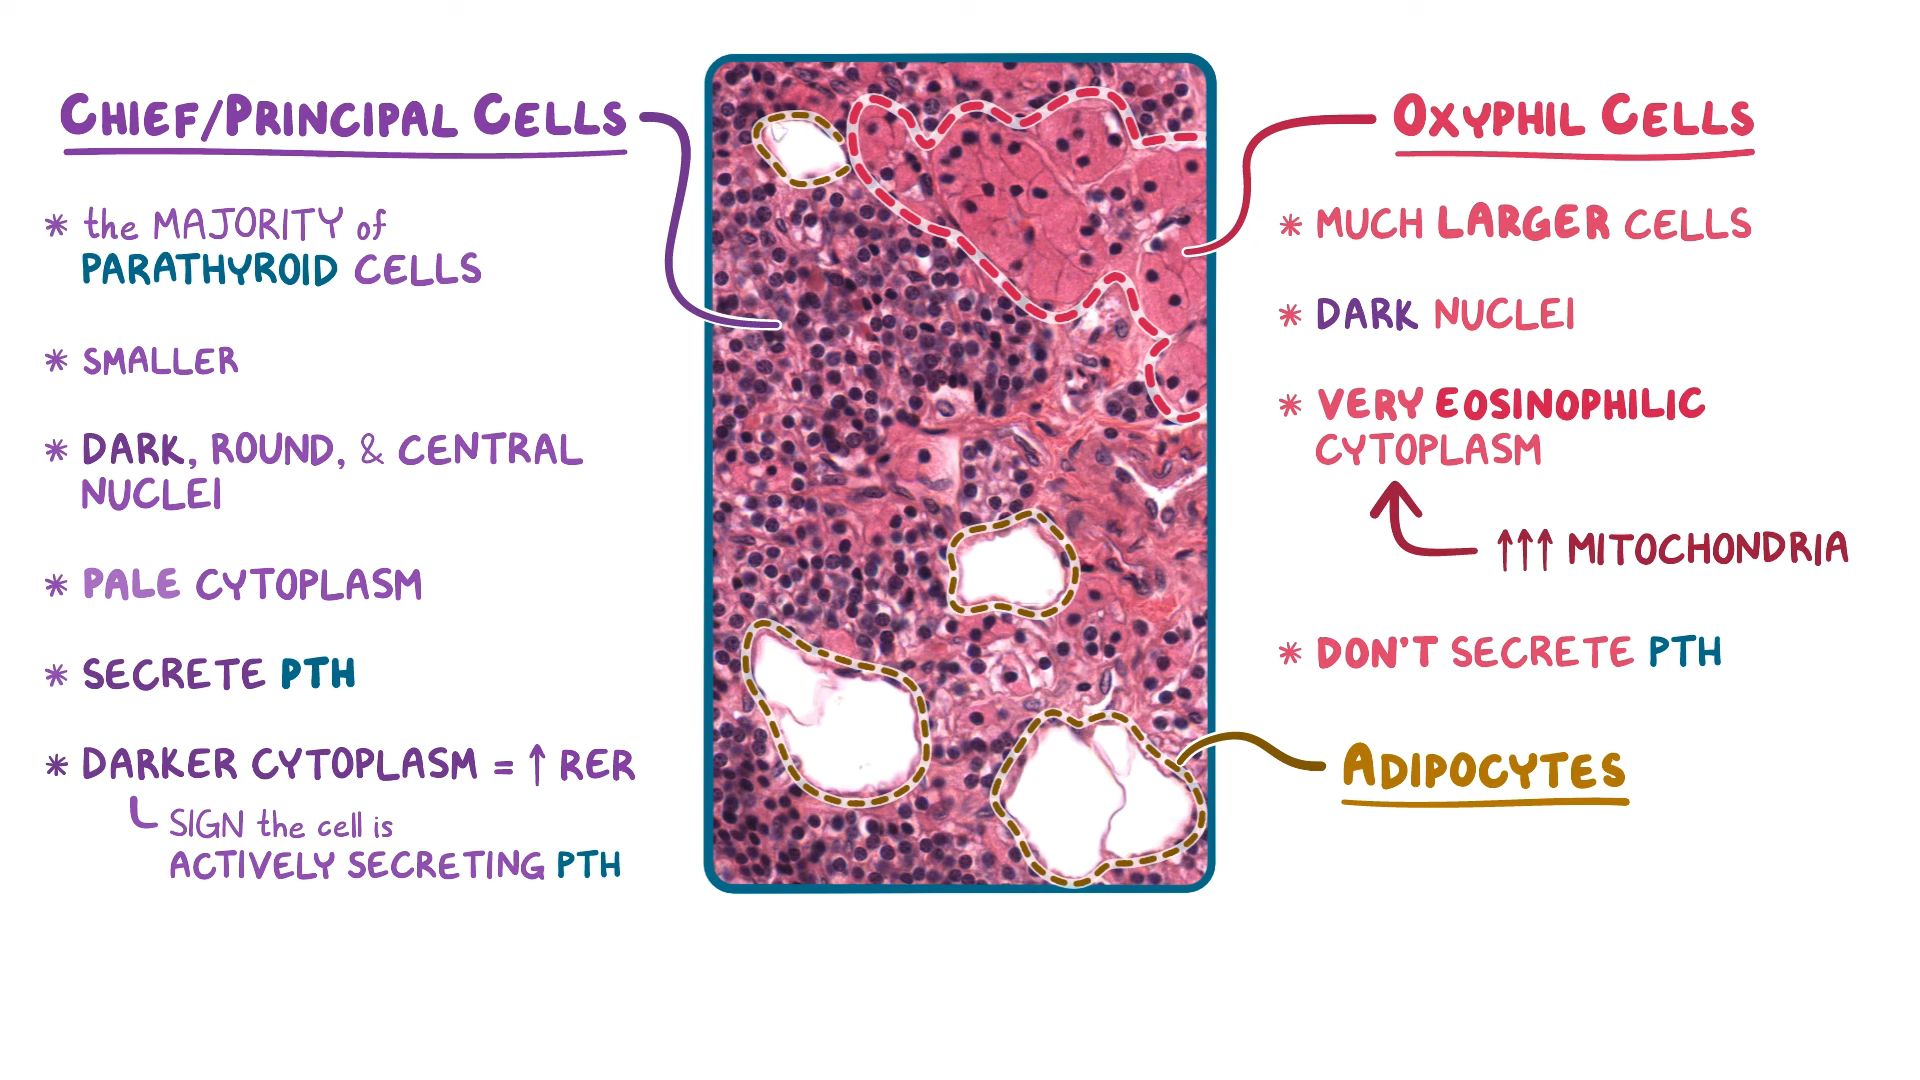 CHIEF/PRINCIPAL CELLS
* the MAJORITY of
PARATHYROID CELLS
* SMALLER
* DARK, ROUND, & CENTRAL
NUCLEI
* PALE CYTOPLASM
* SECRETE PTH
* DARKER CYTOPLASM = ↑ RER
SIGN the cell is
ACTIVELY SECRETING PTH
OXYPHIL CELLS
* MUCH LARGER CELLS
* DARK NUCLEI
* VERY EOSINOPHILIC
CYTOPLASM
↑↑↑ MITOCHONDRIA
* DON'T SECRETE PTH
ADIPOCYTES